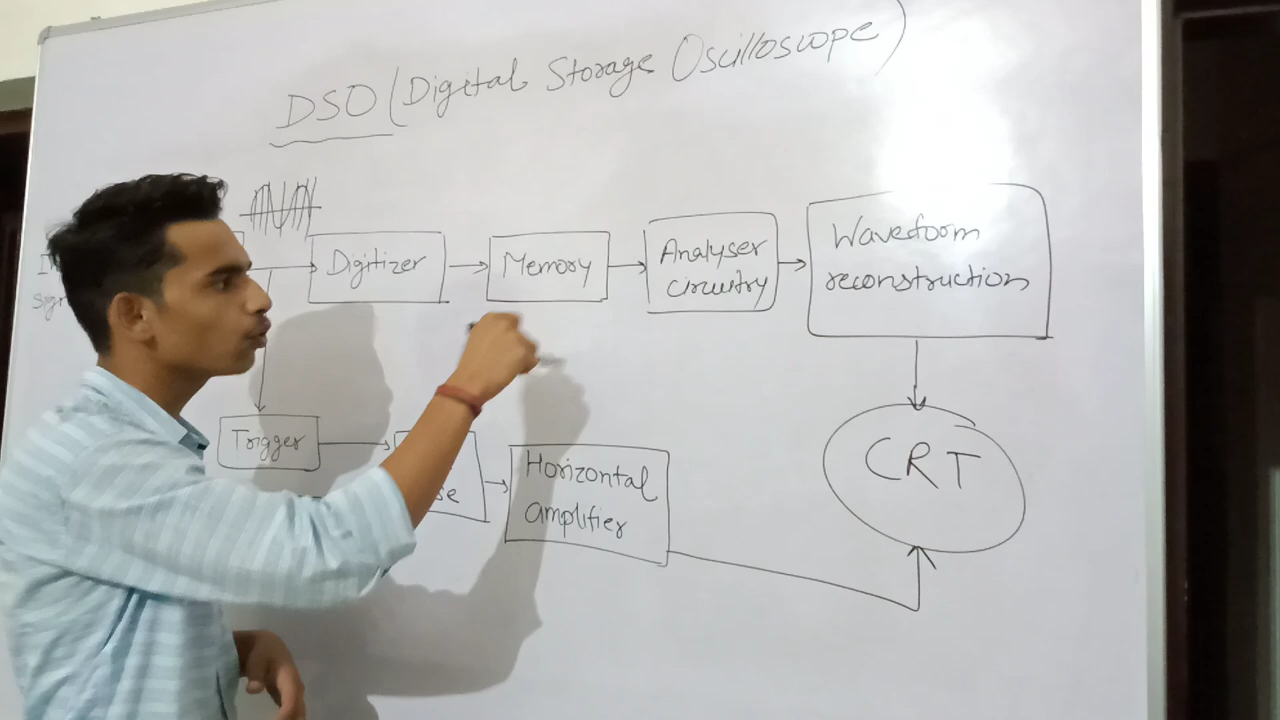 DSO (Digital Storage Oscilloscope)
Digitizer
Memory
Analyser
circuitry
Waveform
reconstruction
Trigger
Horizontal
amplifier
CRT